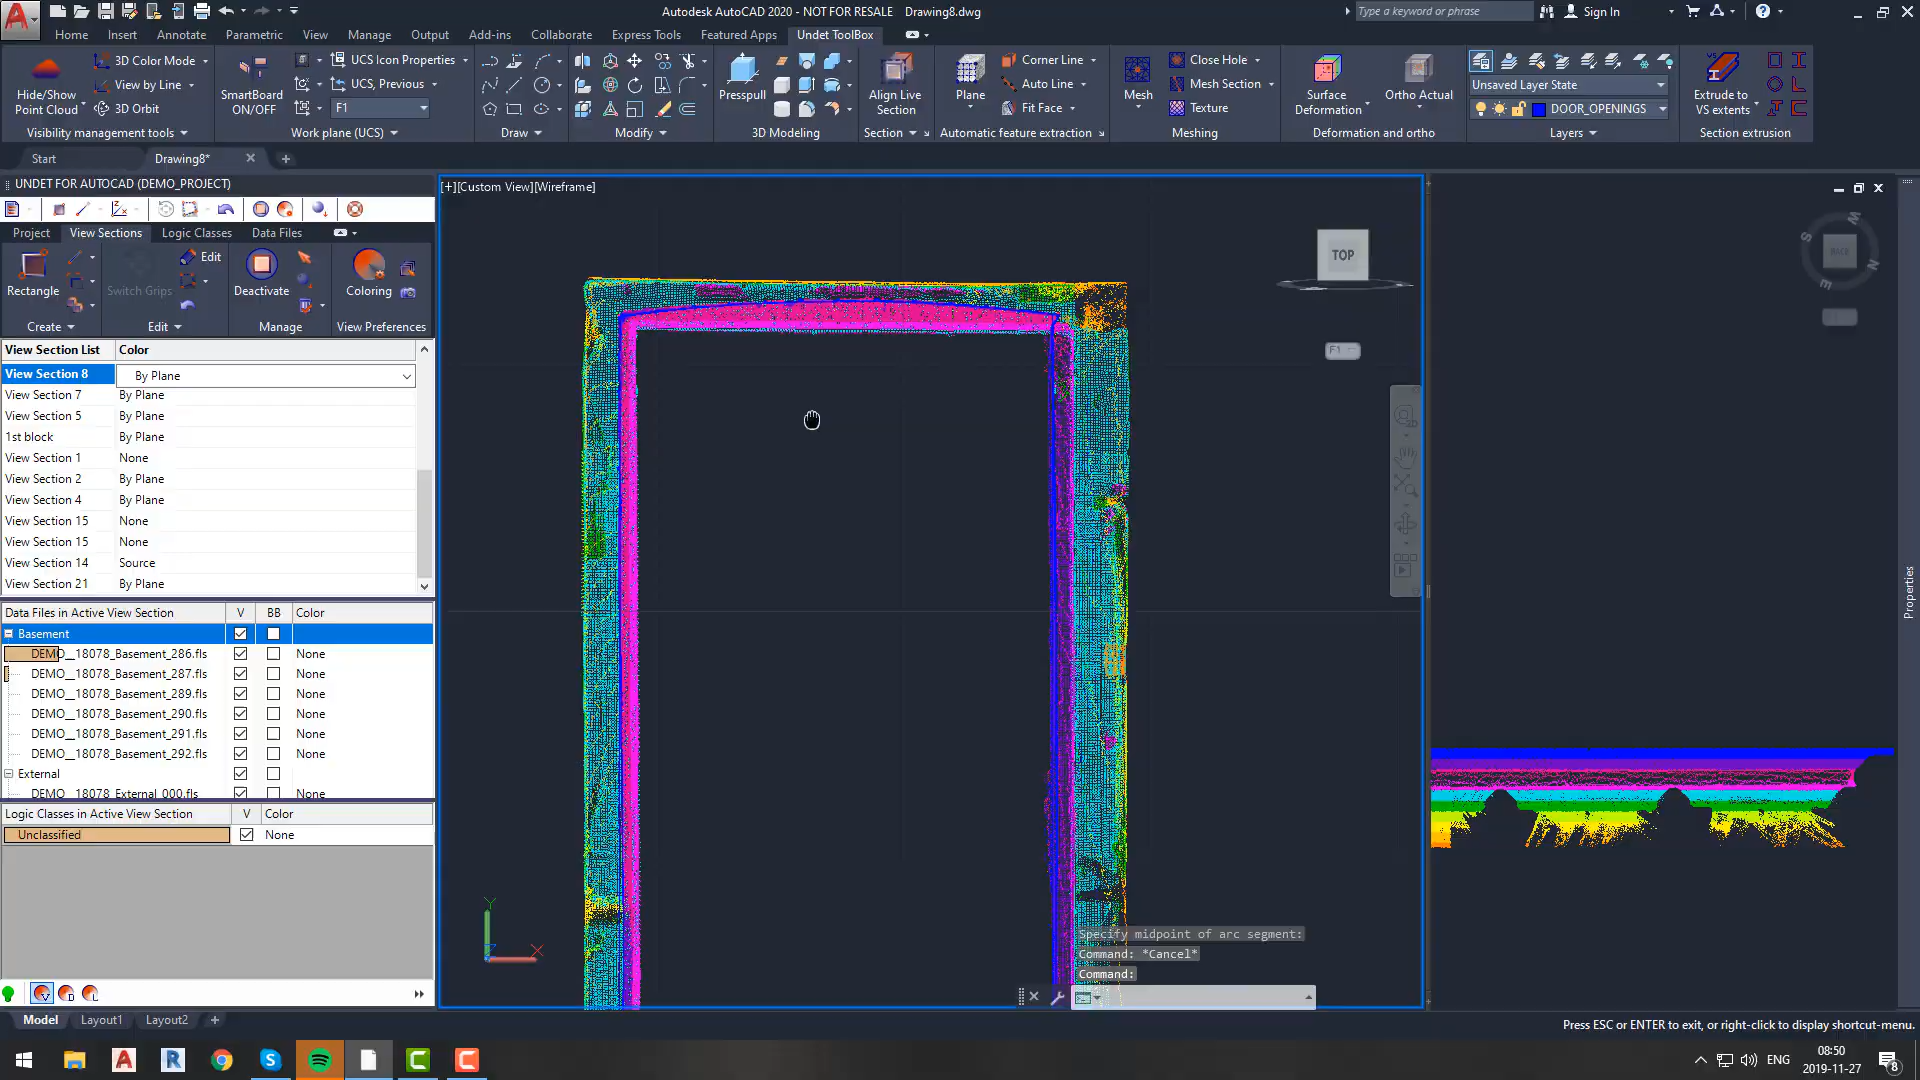 Autodesk AutoCAD 2020 - NOT FOR RESALE Drawing8.dwg
Type a keyword or phrase
Sign In
Home Insert Annotate Parametric View Manage Output Add-ins Collaborate Express Tools Featured Apps Undet ToolBox
Hide/Show
Point Cloud
3D Color Mode
View by Line
3D Orbit
Visibility management tools
SmartBoard
ON/OFF
UCS Icon Properties
UCS, Previous
F1
Work plane (UCS)
Draw
Modify
Presspull
3D Modeling
Align Live
Section
Section
Plane
Corner Line
Auto Line
Fit Face
Automatic feature extraction
Mesh
Close Hole
Mesh Section
Texture
Meshing
Surface
Deformation
Ortho Actual
Deformation and ortho
Unsaved Layer State
DOOR_OPENINGS
Layers
Extrude to
VS extents
Section extrusion
Start
Drawing8*
UNDET FOR AUTOCAD (DEMO_PROJECT)
Project View Sections Logic Classes Data Files
Rectangle
Create
Switch Grips
Edit
Edit
Deactivate
Manage
Coloring
View Preferences
View Section List Color
View Section 8 By Plane
View Section 7 By Plane
View Section 5 By Plane
1st block By Plane
View Section 1 None
View Section 2 By Plane
View Section 4 By Plane
View Section 15 None
View Section 15 None
View Section 14 Source
View Section 21 By Plane
Data Files in Active View Section V BB Color
Basement
DEMO__18078_Basement_286.fls None
DEMO__18078_Basement_287.fls None
DEMO__18078_Basement_289.fls None
DEMO__18078_Basement_290.fls None
DEMO__18078_Basement_291.fls None
DEMO__18078_Basement_292.fls None
External
DEMO__18078_External_000.fls None
Logic Classes in Active View Section V Color
Unclassified None
[+][Custom View][Wireframe]
TOP
F1
BACK
Properties
Y
X
Specify midpoint of arc segment:
Command: *Cancel*
Command:
Model Layout1 Layout2
Press ESC or ENTER to exit, or right-click to display shortcut-menu.
ENG
08:50
2019-11-27
8